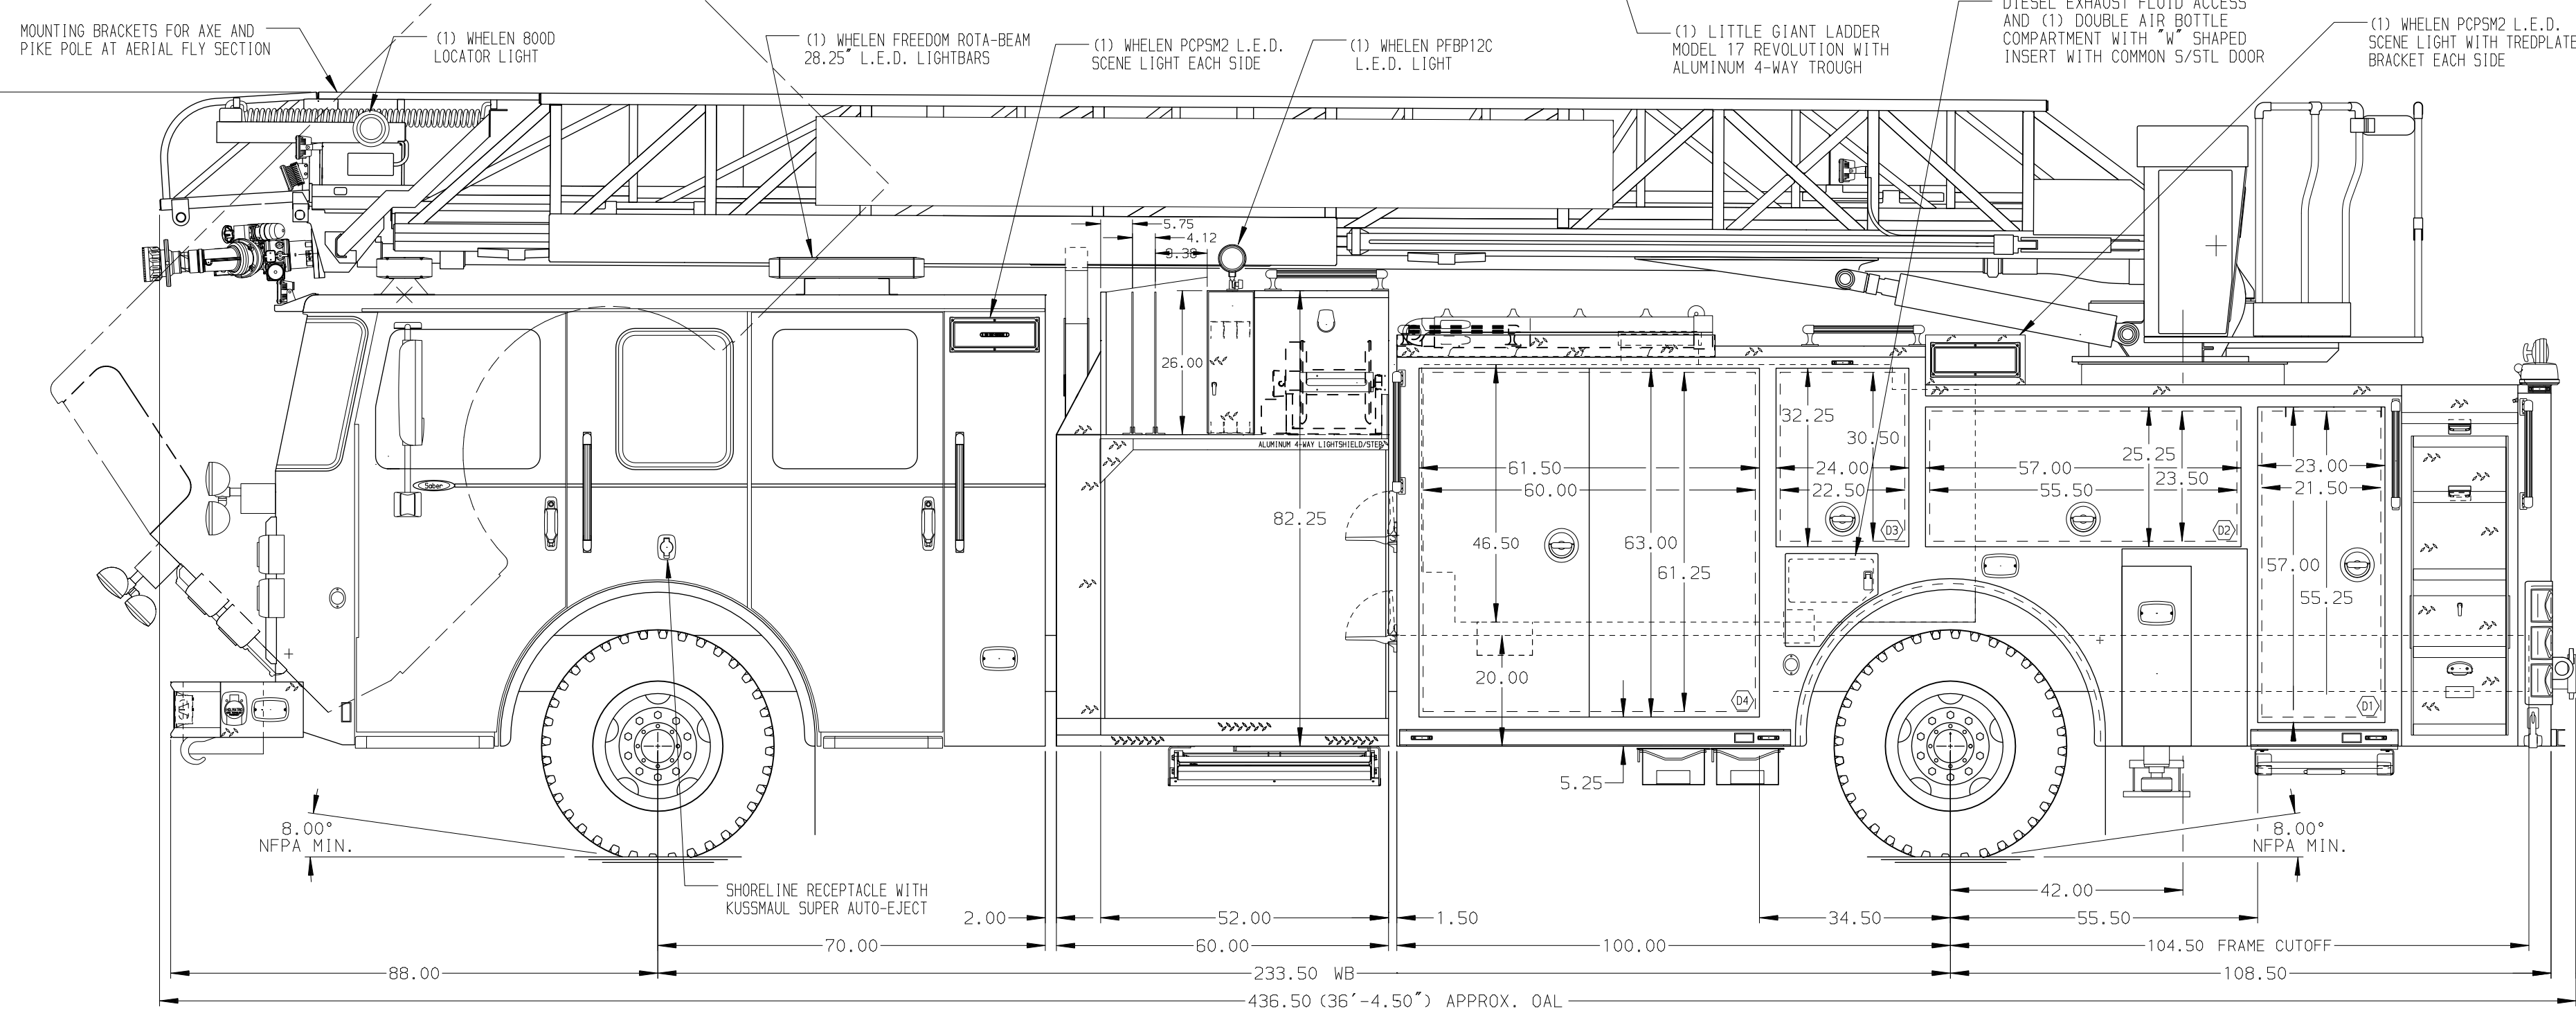 MOUNTING BRACKETS FOR AXE AND
PIKE POLE AT AERIAL FLY SECTION
(1) WHELEN 800D
LOCATOR LIGHT
(1) WHELEN FREEDOM ROTA-BEAM
28.25" L.E.D. LIGHTBARS
(1) WHELEN PCPSM2 L.E.D.
SCENE LIGHT EACH SIDE
(1) WHELEN PFBP12C
L.E.D. LIGHT
(1) LITTLE GIANT LADDER
MODEL 17 REVOLUTION WITH
ALUMINUM 4-WAY TROUGH
DIESEL EXHAUST FLUID ACCESS
AND (1) DOUBLE AIR BOTTLE
COMPARTMENT WITH "W" SHAPED
INSERT WITH COMMON S/STL DOOR
(1) WHELEN PCPSM2 L.E.D.
SCENE LIGHT WITH TREDPLATE
BRACKET EACH SIDE
5.75
4.12
9.38
26.00
ALUMINUM 4-WAY LIGHTSHIELD/STEP
82.25
Saber
61.50
60.00
46.50
63.00
61.25
20.00
5.25
D4
32.25
30.50
24.00
22.50
D3
57.00
55.50
25.25
23.50
D2
23.00
21.50
57.00
55.25
D1
8.00°
NFPA MIN.
8.00°
NFPA MIN.
SHORELINE RECEPTACLE WITH
KUSSMAUL SUPER AUTO-EJECT
42.00
2.00
52.00
1.50
34.50
55.50
70.00
60.00
100.00
104.50 FRAME CUTOFF
88.00
233.50 WB
108.50
436.50 (36'-4.50") APPROX. OAL